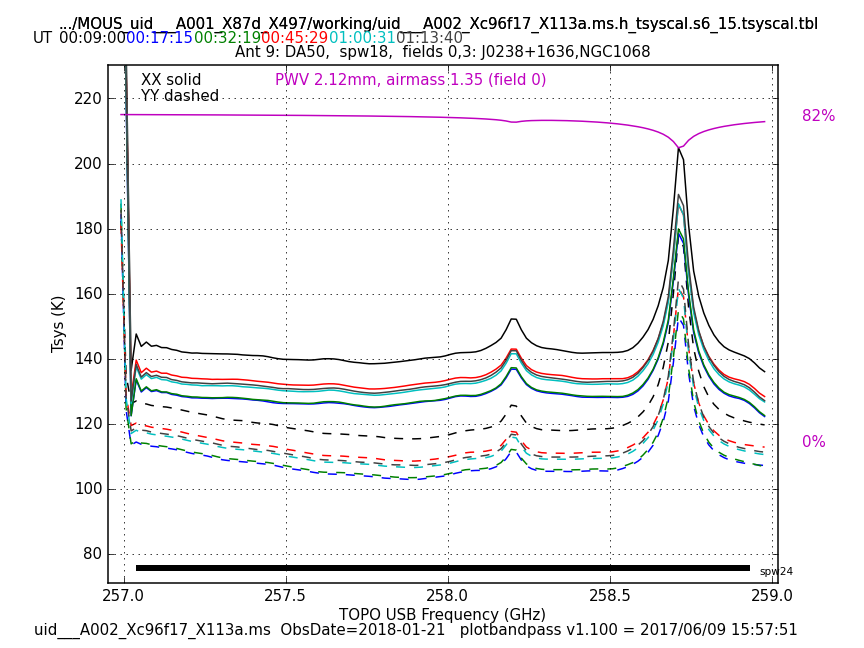 .../MOUS_uid___A001_X87d_X497/working/uid___A002_Xc96f17_X113a.ms.h_tsyscal.s6_15.tsyscal.tbl
UT 00:09:00 00:17:15 00:32:19 00:45:29 01:00:31 01:13:40
Ant 9: DA50, spw18, fields 0,3: J0238+1636,NGC1068
XX solid
YY dashed
PWV 2.12mm, airmass 1.35 (field 0)
82%
0%
220
200
180
160
140
120
100
80
Tsys (K)
spw24
257.0 257.5 258.0 258.5 259.0
TOPO USB Frequency (GHz)
uid___A002_Xc96f17_X113a.ms ObsDate=2018-01-21 plotbandpass v1.100 = 2017/06/09 15:57:51